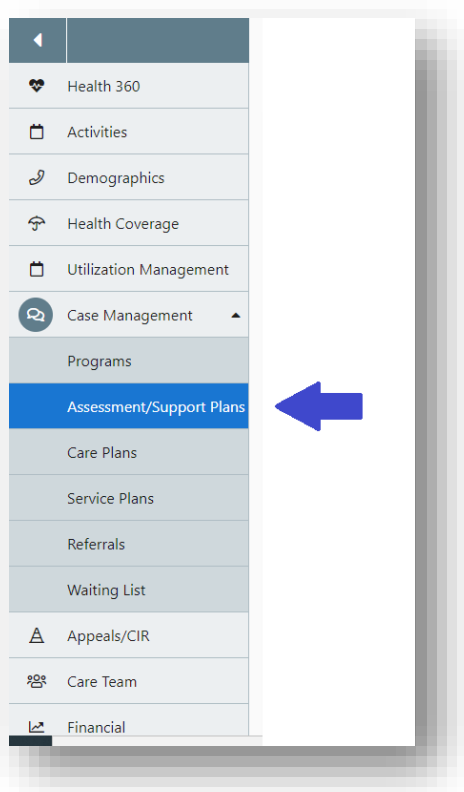 Health 360
Activities
Demographics
Health Coverage
Utilization Management
Case Management
Programs
Assessment/Support Plans
Care Plans
Service Plans
Referrals
Waiting List
Appeals/CIR
Care Team
Financial